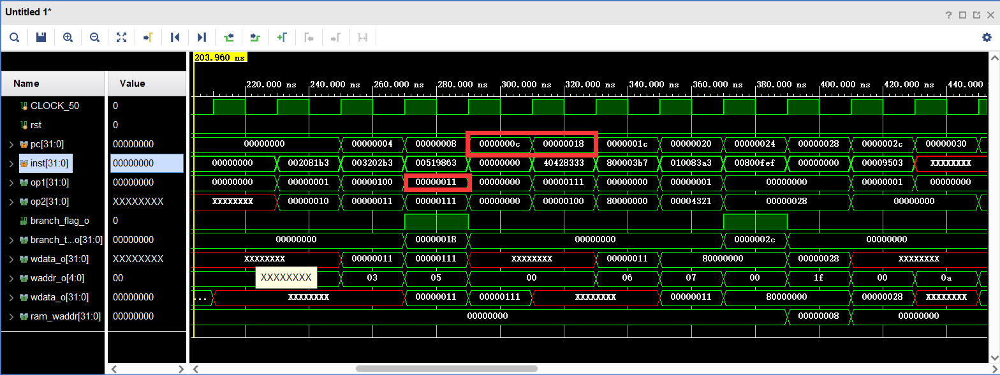 Untitled 1*
203.960 ns
Name Value 220.000 ns 240.000 ns 260.000 ns 280.000 ns 300.000 ns 320.000 ns 340.000 ns 360.000 ns 380.000 ns 400.000 ns 420.000 ns 440.000
CLOCK_50 0
rst 0
pc[31:0] 00000000 00000000 00000004 00000008 0000000c 00000018 0000001c 00000020 00000024 00000028 0000002c 00000030
inst[31:0] 00000000 00000000 002081b3 003202b3 00519863 00000000 40428333 800003b7 010083a3 00800fef 00000000 00009503 XXXXXXXX
op1[31:0] 00000000 00000000 00000001 00000100 00000011 00000000 00000111 00000000 00000001 00000000 00000001 00000000
op2[31:0] XXXXXXXX XXXXXXXX 00000010 00000011 00000111 00000000 00000100 80000000 00004321 00000028 00000000
branch_flag_o 0
branch_t...o[31:0] 00000000 00000000 00000018 00000000 0000002c 00000000
wdata_o[31:0] XXXXXXXX XXXXXXXX 00000011 00000111 XXXXXXXX 00000011 80000000 00000028 XXXXXXXX
waddr_o[4:0] 00 XXXXXXXX 03 05 00 06 07 00 1f 00 0a
wdata_o[31:0] 00000000 ... XXXXXXXX 00000011 00000111 XXXXXXXX 00000011 80000000 00000028 XXXXXXXX
ram_waddr[31:0] 00000000 00000000 00000008 00000000